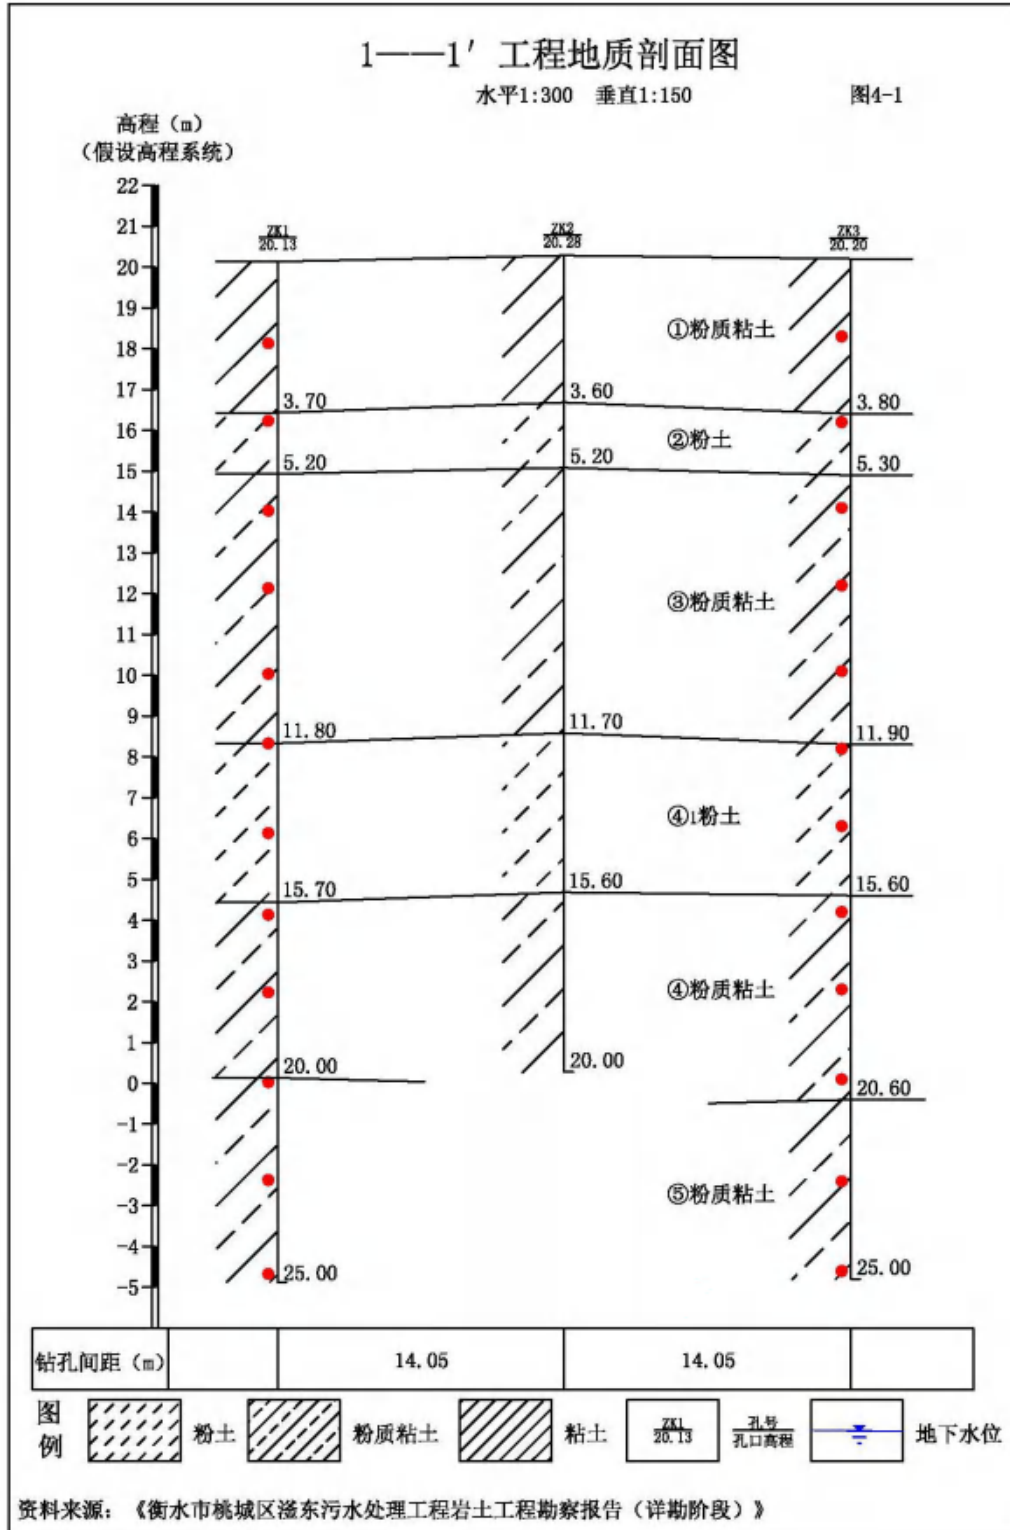 1——1′ 工程地质剖面图
水平1:300 垂直1:150 图4-1
高程（m）
（假设高程系统）
22
21
20
19
18
17
16
15
14
13
12
11
10
9
8
7
6
5
4
3
2
1
0
-1
-2
-3
-4
-5
ZK1
20.13
ZK2
20.28
ZK3
20.20
①粉质粘土
3.70 3.60 3.80
②粉土
5.20 5.20 5.30
③粉质粘土
11.80 11.70 11.90
④1粉土
15.70 15.60 15.60
④粉质粘土
20.00 20.00 20.60
⑤粉质粘土
25.00 25.00
钻孔间距（m） 14.05 14.05
图例 粉土 粉质粘土 粘土 ZK1 孔号 地下水位
20.13 孔口高程
资料来源：《衡水市桃城区滏东污水处理工程岩土工程勘察报告（详勘阶段）》